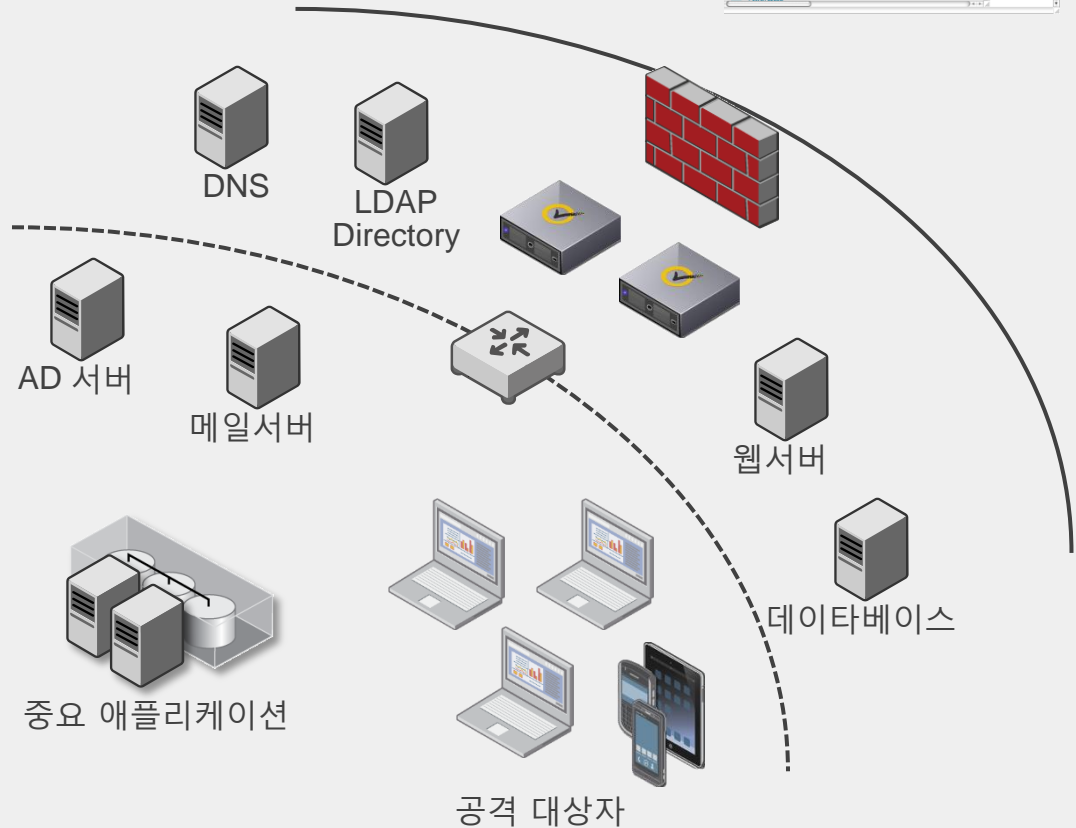 DNS
LDAP
Directory
AD 서버
메일서버
웹서버
데이타베이스
중요 애플리케이션
공격 대상자